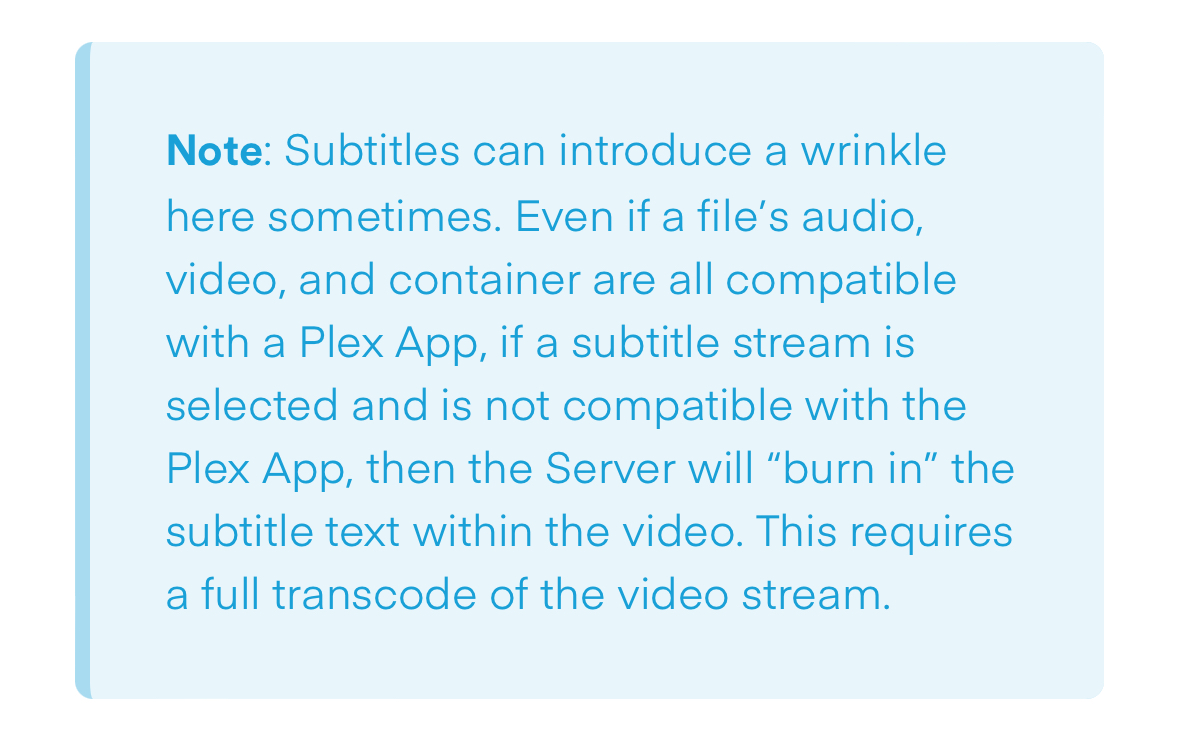 Note: Subtitles can introduce a wrinkle
here sometimes. Even if a file’s audio,
video, and container are all compatible
with a Plex App, if a subtitle stream is
selected and is not compatible with the
Plex App, then the Server will “burn in” the
subtitle text within the video. This requires
a full transcode of the video stream.